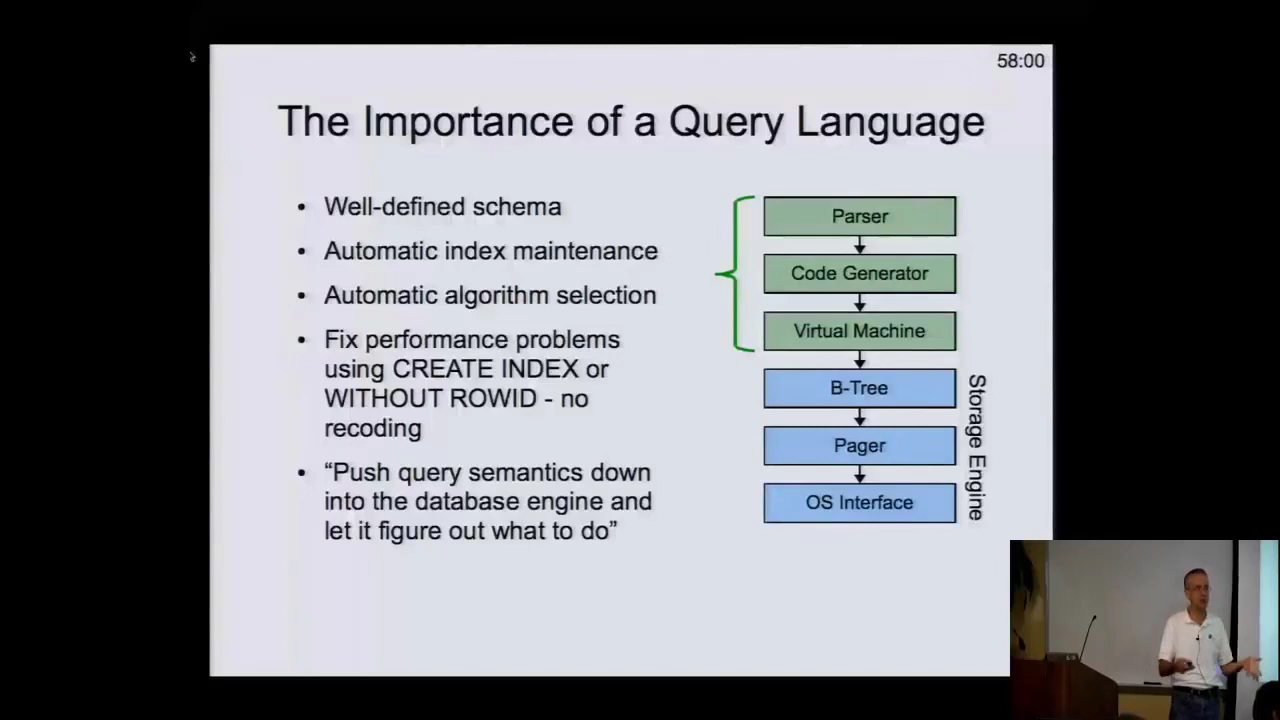 58:00
The Importance of a Query Language
• Well-defined schema
• Automatic index maintenance
• Automatic algorithm selection
• Fix performance problems
using CREATE INDEX or
WITHOUT ROWID - no
recoding
• “Push query semantics down
into the database engine and
let it figure out what to do”
Parser
Code Generator
Virtual Machine
B-Tree
Pager
OS Interface
Storage Engine